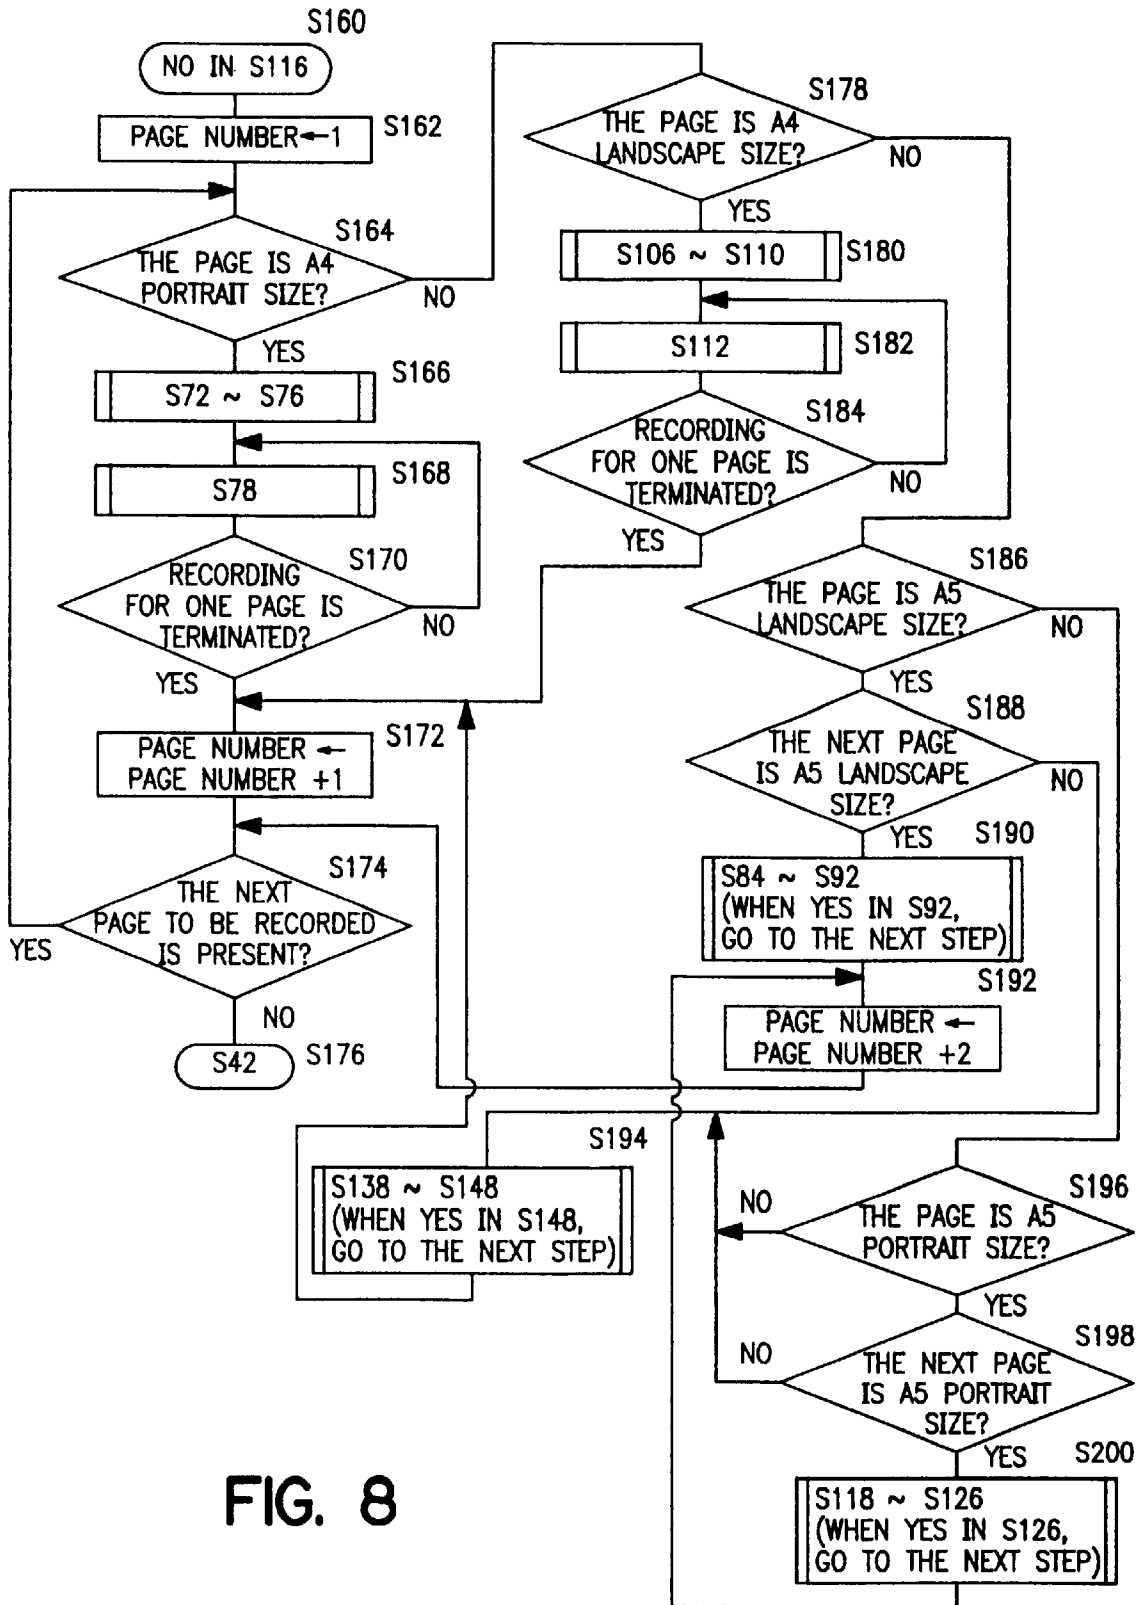 S160
NO IN S116
PAGE NUMBER←1
S162
S164
THE PAGE IS A4
PORTRAIT SIZE?
NO
YES
S166
S72 ~ S76
S168
S78
S170
RECORDING
FOR ONE PAGE IS
TERMINATED?
NO
YES
S172
PAGE NUMBER ←
PAGE NUMBER +1
S174
THE NEXT
PAGE TO BE RECORDED
IS PRESENT?
YES
NO
S42
S176
S178
THE PAGE IS A4
LANDSCAPE SIZE?
NO
YES
S106 ~ S110
S180
S112
S182
S184
RECORDING
FOR ONE PAGE IS
TERMINATED?
NO
YES
S186
THE PAGE IS A5
LANDSCAPE SIZE?
NO
YES
S188
THE NEXT PAGE
IS A5 LANDSCAPE
SIZE?
NO
YES
S190
S84 ~ S92
(WHEN YES IN S92,
GO TO THE NEXT STEP)
S192
PAGE NUMBER ←
PAGE NUMBER +2
S194
S138 ~ S148
(WHEN YES IN S148,
GO TO THE NEXT STEP)
S196
NO
THE PAGE IS A5
PORTRAIT SIZE?
YES
S198
NO
THE NEXT PAGE
IS A5 PORTRAIT
SIZE?
YES
S200
S118 ~ S126
(WHEN YES IN S126,
GO TO THE NEXT STEP)
FIG. 8